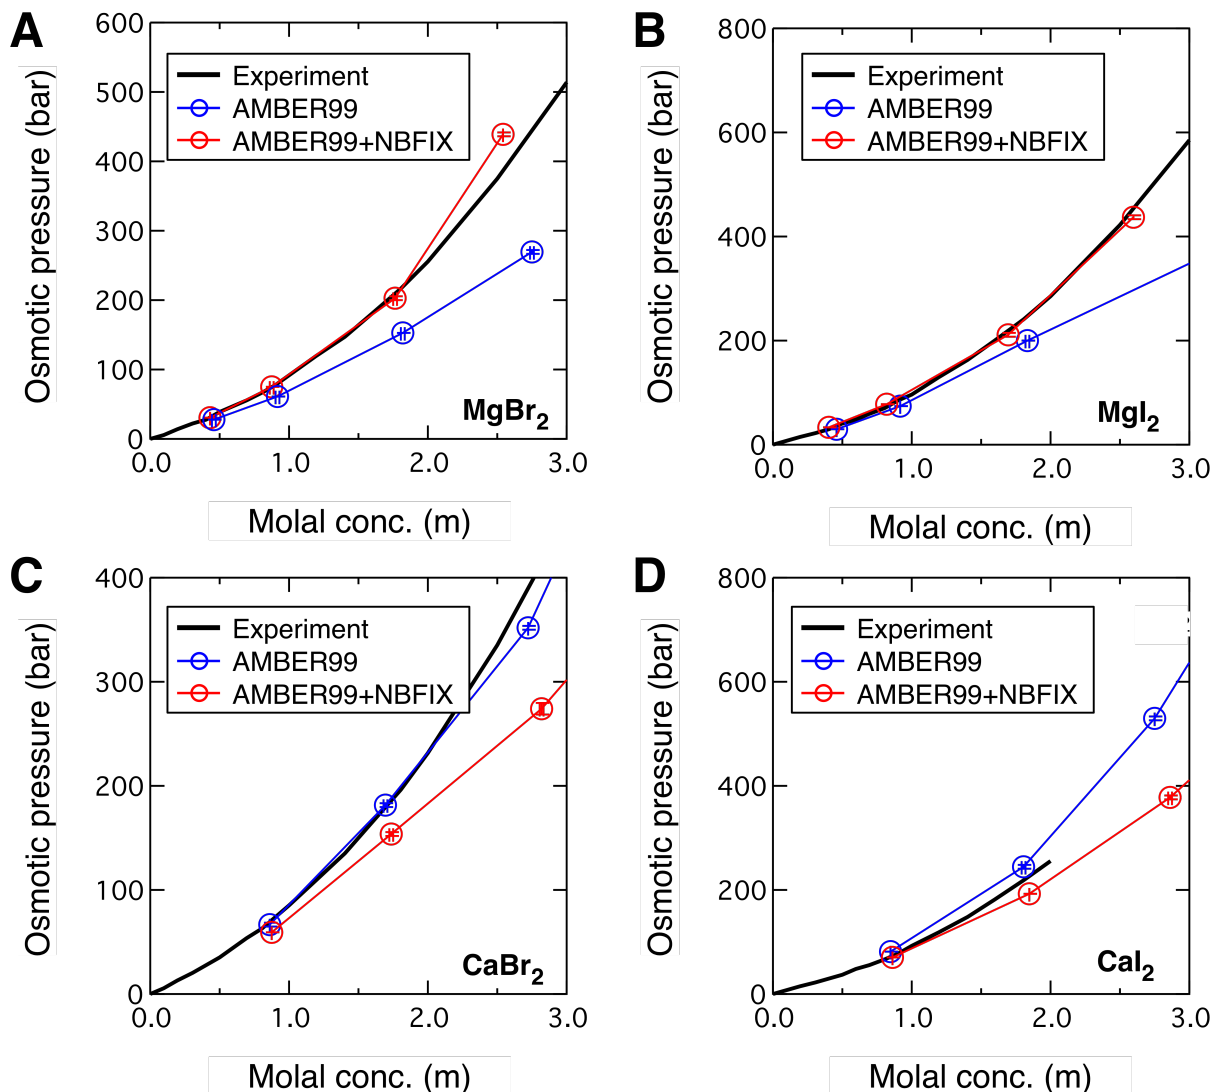 A
Osmotic pressure (bar)
600
500
400
300
200
100
0
Experiment
AMBER99
AMBER99+NBFIX
MgBr2
0.0 1.0 2.0 3.0
Molal conc. (m)
B
Osmotic pressure (bar)
800
600
400
200
0
Experiment
AMBER99
AMBER99+NBFIX
MgI2
0.0 1.0 2.0 3.0
Molal conc. (m)
C
Osmotic pressure (bar)
400
300
200
100
0
Experiment
AMBER99
AMBER99+NBFIX
CaBr2
0.0 1.0 2.0 3.0
Molal conc. (m)
D
Osmotic pressure (bar)
800
600
400
200
0
Experiment
AMBER99
AMBER99+NBFIX
CaI2
0.0 1.0 2.0 3.0
Molal conc. (m)